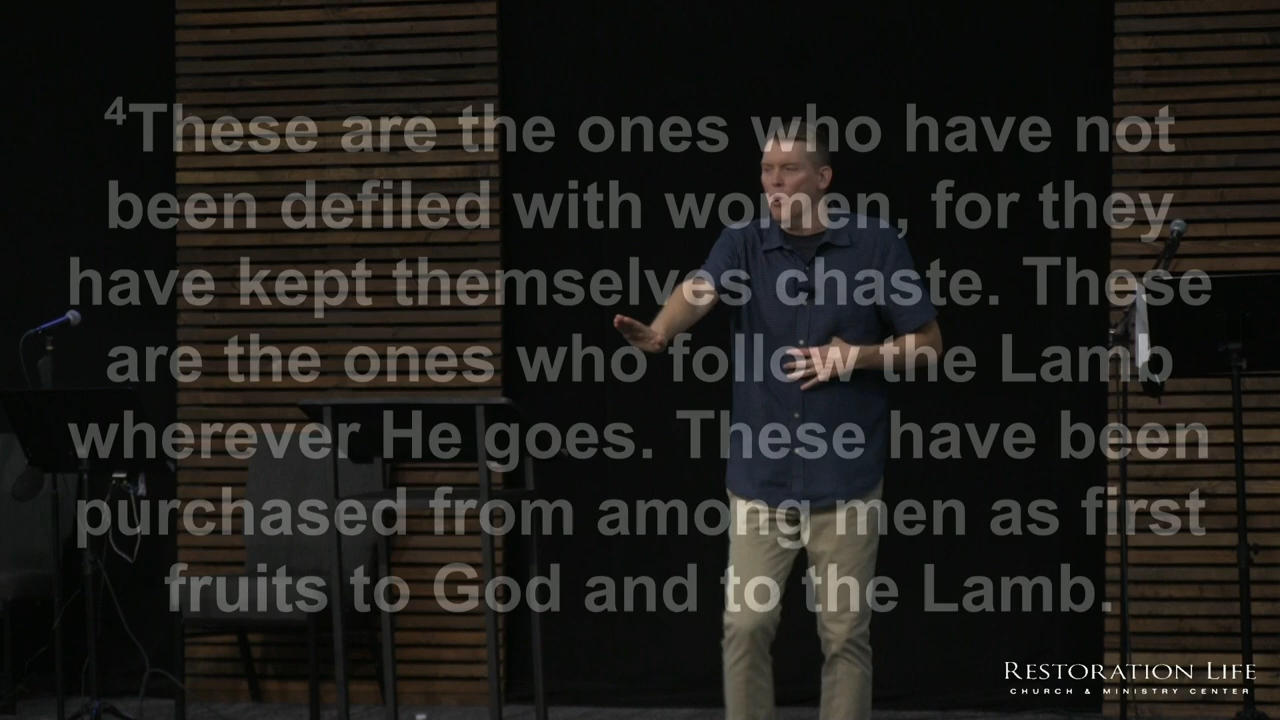 ⁴These are the ones who have not
been defiled with women, for they
have kept themselves chaste. These
are the ones who follow the Lamb
wherever He goes. These have been
purchased from among men as first
fruits to God and to the Lamb.
RESTORATION LIFE
CHURCH & MINISTRY CENTER